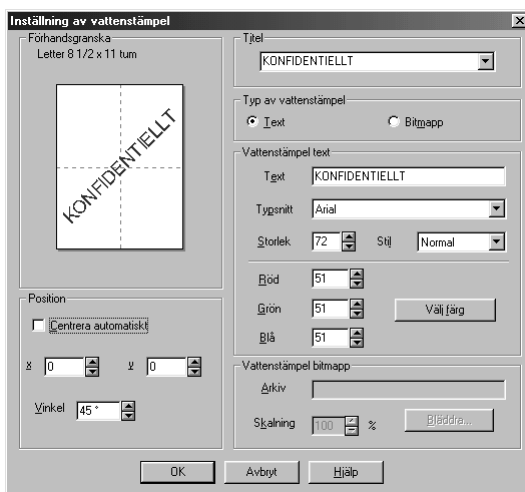 Inställning av vattenstämpel
Förhandsgranska
Letter 8 1/2 x 11 tum
KONFIDENTIELLT
Position
Centrera automatiskt
x 0 y 0
Vinkel 45 °
Titel
KONFIDENTIELLT
Typ av vattenstämpel
Text Bitmapp
Vattenstämpel text
Text KONFIDENTIELLT
Typsnitt Arial
Storlek 72 Stil Normal
Röd 51
Grön 51 Välj färg
Blå 51
Vattenstämpel bitmapp
Arkiv
Skalning 100 % Bläddra...
OK Avbryt Hjälp